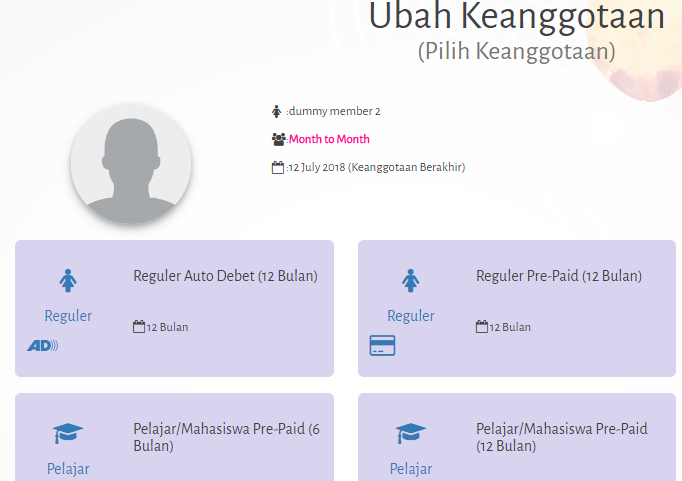 Ubah Keanggotaan
(Pilih Keanggotaan)
:dummy member 2
:Month to Month
:12 July 2018 (Keanggotaan Berakhir)
Reguler Auto Debet (12 Bulan)
Reguler
12 Bulan
AD
Reguler Pre-Paid (12 Bulan)
Reguler
12 Bulan
Pelajar/Mahasiswa Pre-Paid (6
Bulan)
Pelajar
Pelajar/Mahasiswa Pre-Paid
(12 Bulan)
Pelajar